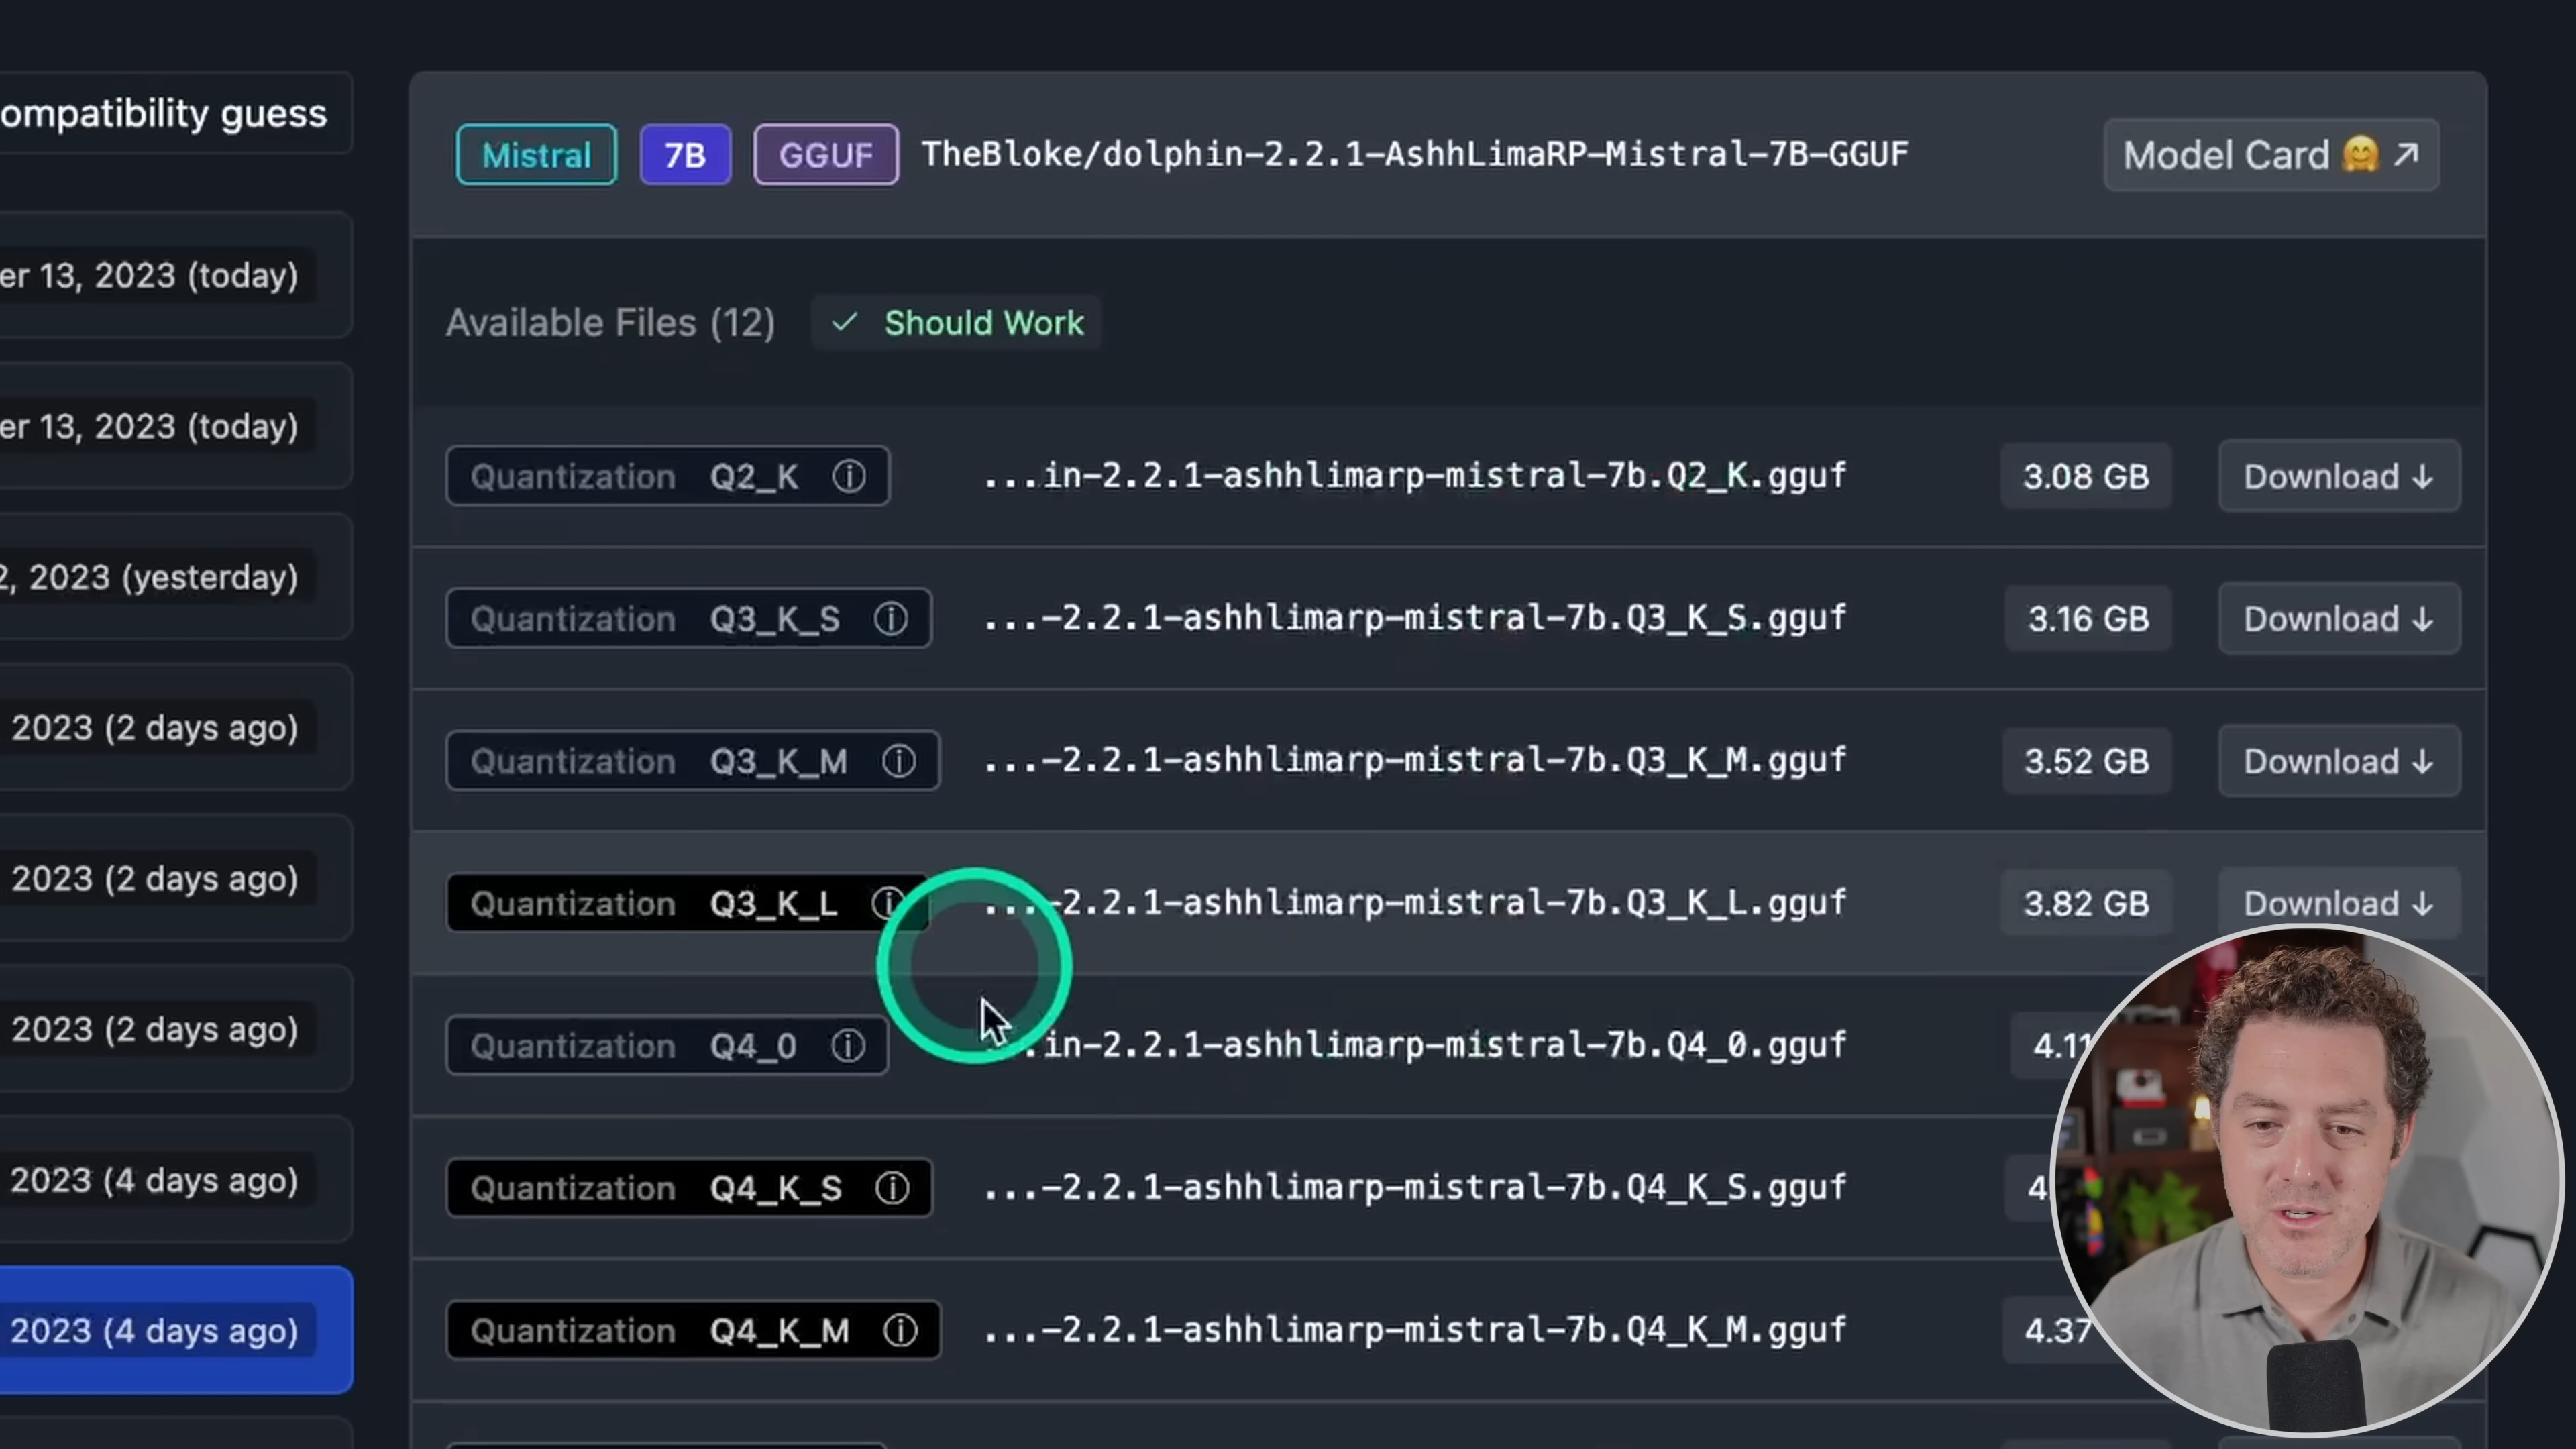 ompatibility guess
er 13, 2023 (today)
er 13, 2023 (today)
2, 2023 (yesterday)
2023 (2 days ago)
2023 (2 days ago)
2023 (2 days ago)
2023 (4 days ago)
2023 (4 days ago)
Mistral 7B GGUF TheBloke/dolphin-2.2.1-AshhLimaRP-Mistral-7B-GGUF Model Card 🤗 ↗
Available Files (12) ✓ Should Work
Quantization Q2_K ⓘ ...in-2.2.1-ashhlimarp-mistral-7b.Q2_K.gguf 3.08 GB Download ↓
Quantization Q3_K_S ⓘ ...-2.2.1-ashhlimarp-mistral-7b.Q3_K_S.gguf 3.16 GB Download ↓
Quantization Q3_K_M ⓘ ...-2.2.1-ashhlimarp-mistral-7b.Q3_K_M.gguf 3.52 GB Download ↓
Quantization Q3_K_L ⓘ ...-2.2.1-ashhlimarp-mistral-7b.Q3_K_L.gguf 3.82 GB Download ↓
Quantization Q4_0 ⓘ ...in-2.2.1-ashhlimarp-mistral-7b.Q4_0.gguf 4.11
Quantization Q4_K_S ⓘ ...-2.2.1-ashhlimarp-mistral-7b.Q4_K_S.gguf 4.
Quantization Q4_K_M ⓘ ...-2.2.1-ashhlimarp-mistral-7b.Q4_K_M.gguf 4.37